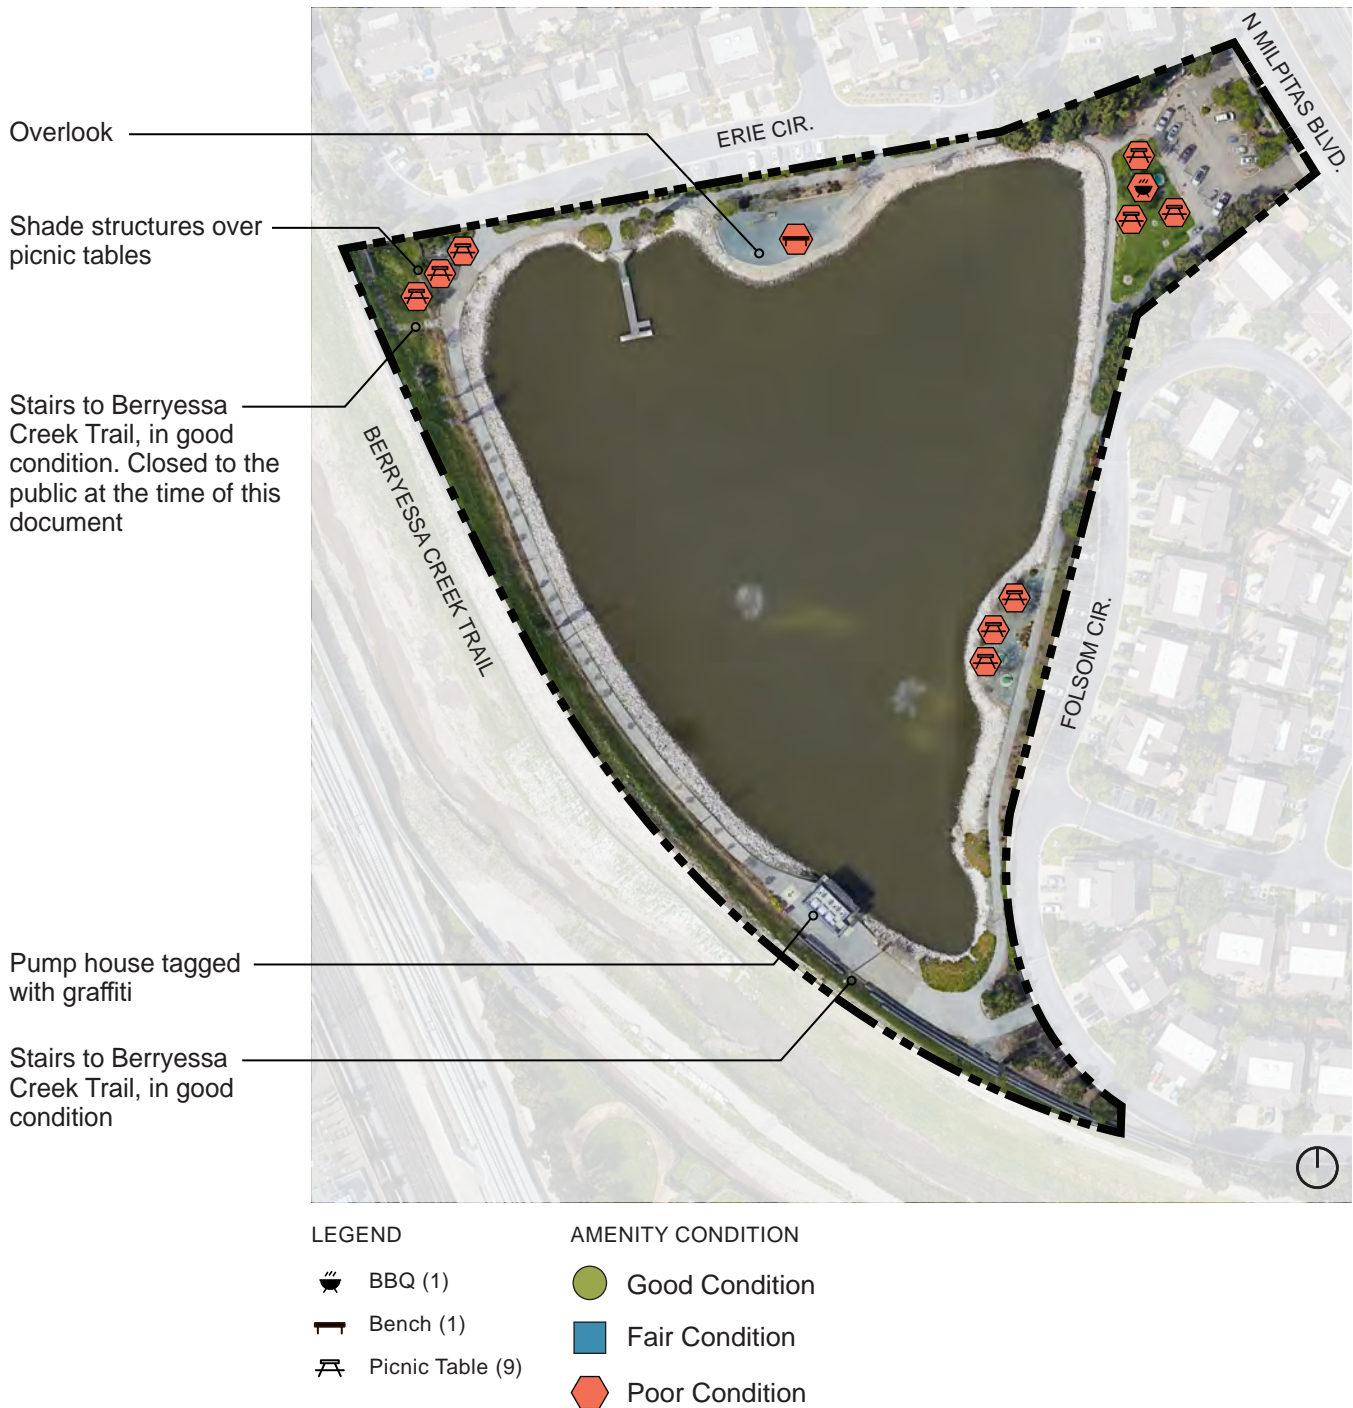 N MILPITAS BLVD.
Overlook
ERIE CIR.
Shade structures over
picnic tables
Stairs to Berryessa
Creek Trail, in good
condition. Closed to the
public at the time of this
document
BERRYESSA CREEK TRAIL
FOLSOM CIR.
Pump house tagged
with graffiti
Stairs to Berryessa
Creek Trail, in good
condition
LEGEND
BBQ (1)
Bench (1)
Picnic Table (9)
AMENITY CONDITION
Good Condition
Fair Condition
Poor Condition